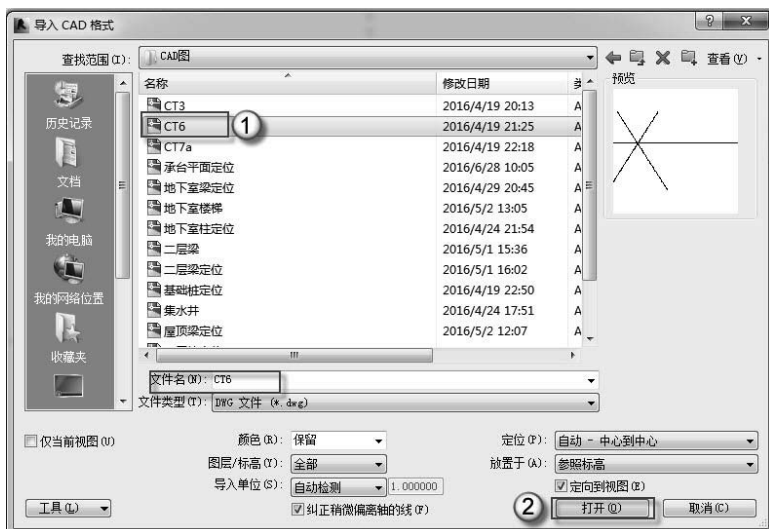 导入 CAD 格式
查找范围(I): CAD图 查看(V)
名称 修改日期 预览
CT3 2016/4/19 20:13 A
CT6 ① 2016/4/19 21:25 A
CT7a 2016/4/19 22:18 A
承台平面定位 2016/6/28 10:05 A
地下室梁定位 2016/4/29 20:45 A
地下室楼梯 2016/5/2 13:05 A
地下室柱定位 2016/4/24 21:54 A
二层梁 2016/5/1 15:36 A
二层梁定位 2016/5/1 16:02 A
基础桩定位 2016/4/19 22:50 A
集水井 2016/4/24 17:51 A
屋顶梁定位 2016/5/2 12:07 A
历史记录
文档
我的电脑
我的网络位置
收藏夹
文件名(N): CT6
文件类型(T): DWG 文件 (*.dwg)
仅当前视图(U) 颜色(R): 保留 定位(P): 自动 - 中心到中心
图层/标高(Y): 全部 放置于(A): 参照标高
导入单位(S): 自动检测 1.000000 定向到视图(E)
工具(L) 纠正稍微偏离轴的线(F) ② 打开(O) 取消(C)